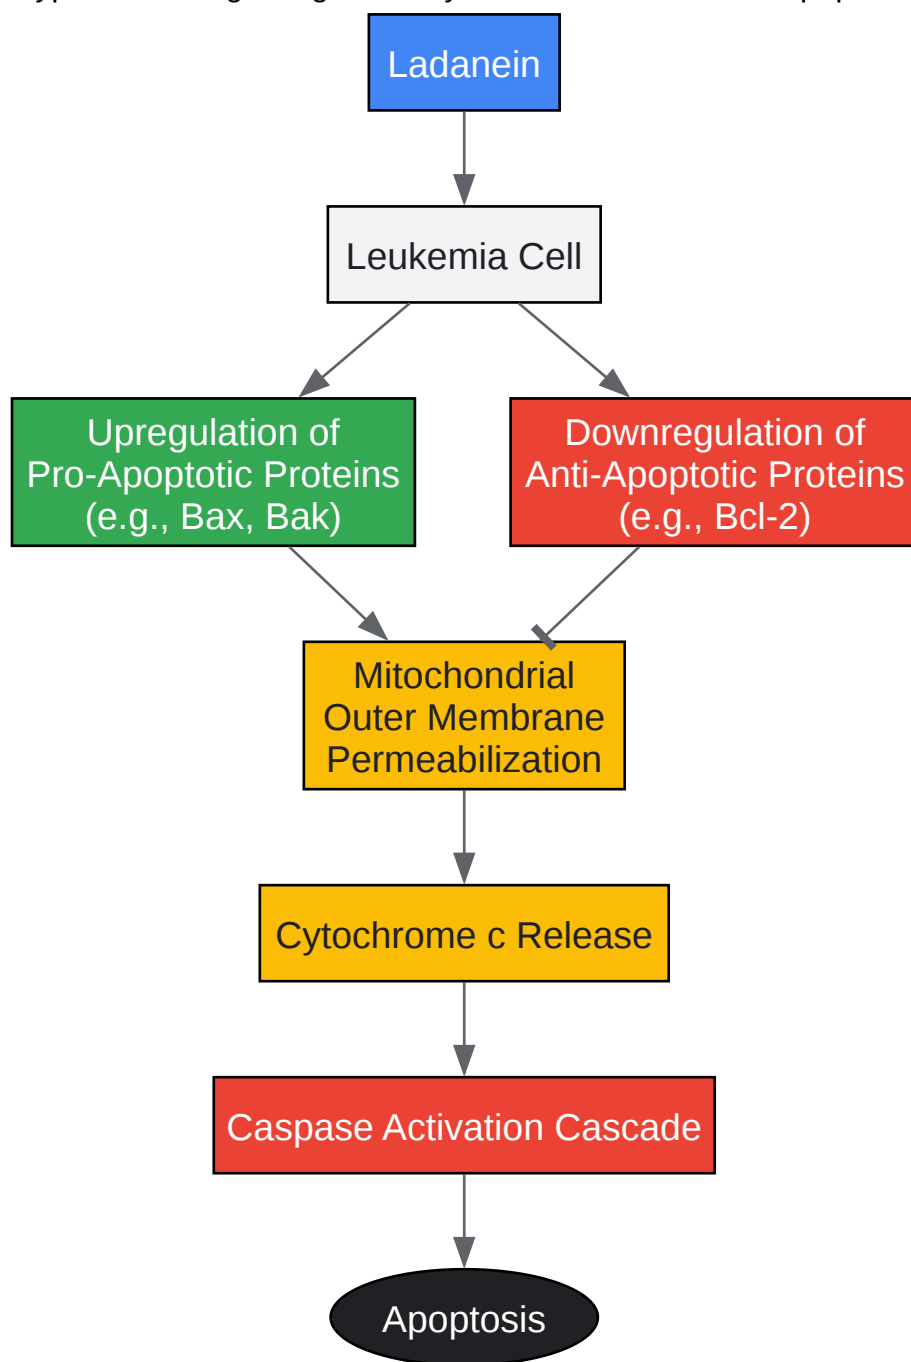 Ladanein
Leukemia Cell
Upregulation of
Pro-Apoptotic Proteins
(e.g., Bax, Bak)
Downregulation of
Anti-Apoptotic Proteins
(e.g., Bcl-2)
Mitochondrial
Outer Membrane
Permeabilization
Cytochrome c Release
Caspase Activation Cascade
Apoptosis